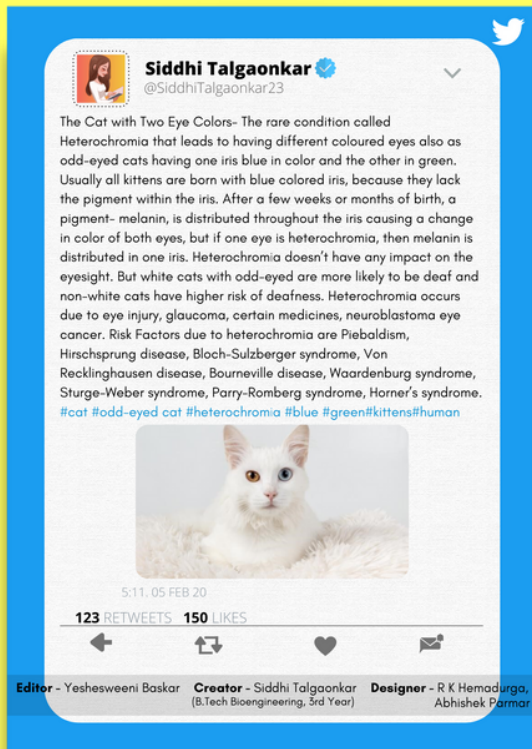 Siddhi Talgaonkar
@SiddhiTalgaonkar23
The Cat with Two Eye Colors- The rare condition called
Heterochromia that leads to having different coloured eyes also as
odd-eyed cats having one iris blue in color and the other in green.
Usually all kittens are born with blue colored iris, because they lack
the pigment within the iris. After a few weeks or months of birth, a
pigment- melanin, is distributed throughout the iris causing a change
in color of both eyes, but if one eye is heterochromia, then melanin is
distributed in one iris. Heterochromia doesn't have any impact on the
eyesight. But white cats with odd-eyed are more likely to be deaf and
non-white cats have higher risk of deafness. Heterochromia occurs
due to eye injury, glaucoma, certain medicines, neuroblastoma eye
cancer. Risk Factors due to heterochromia are Piebaldism,
Hirschsprung disease, Bloch-Sulzberger syndrome, Von
Recklinghausen disease, Bourneville disease, Waardenburg syndrome,
Sturge-Weber syndrome, Parry-Romberg syndrome, Horner's syndrome.
#cat #odd-eyed cat #heterochromia #blue #green#kittens#human
5:11. 05 FEB 20
123 RETWEETS 150 LIKES
Editor - Yeshesweeni Baskar Creator - Siddhi Talgaonkar Designer - R K Hemadurga,
(B.Tech Bioengineering, 3rd Year) Abhishek Parmar